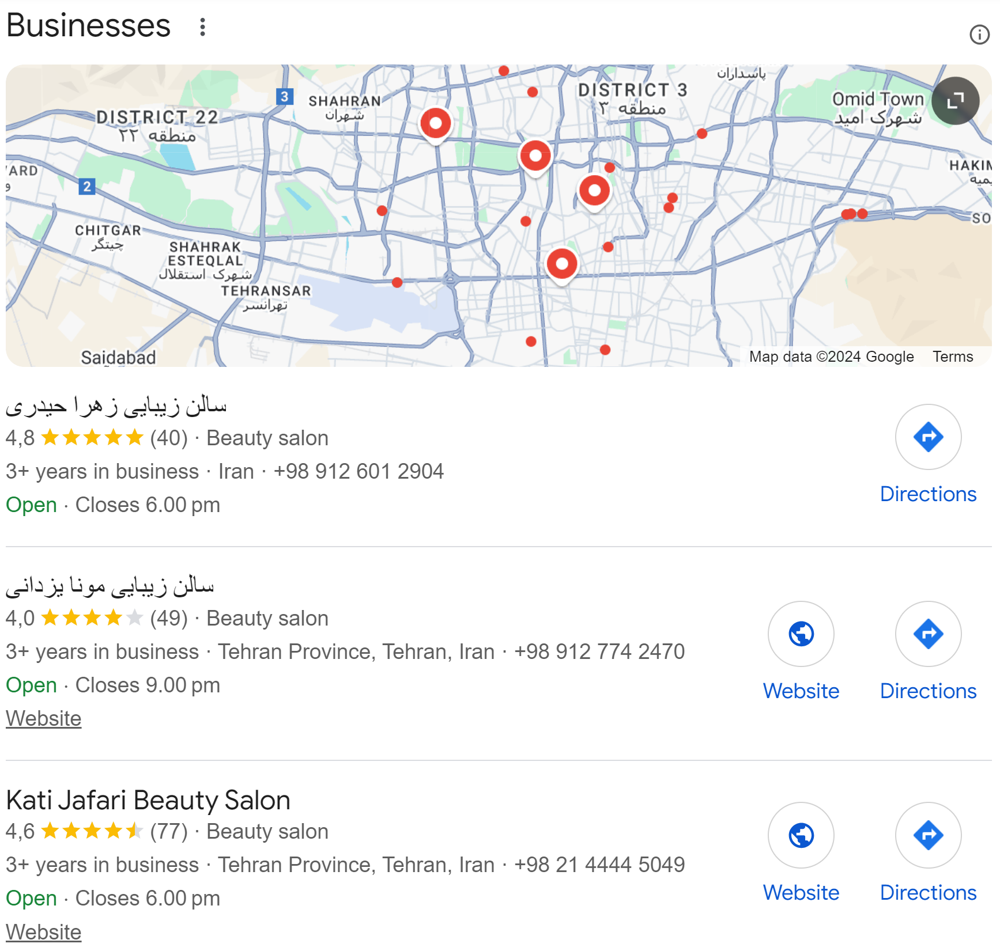 Businesses
پاسداران
DISTRICT 3
منطقه ۳
3
SHAHRAN
شهران
Omid Town
شهرک امید
DISTRICT 22
منطقه ۲۲
HAKIM
یمیه
ARD
و
2
SO
CHITGAR
چیتگر
SHAHRAK
ESTEQLAL
شهرک استقلال
TEHRANSAR
تهرانسر
Saidabad
Map data ©2024 Google Terms
سالن زیبایی زهرا حیدری
4,8 (40) · Beauty salon
3+ years in business · Iran · +98 912 601 2904
Open · Closes 6.00 pm
Directions
سالن زیبایی مونا یزدانی
4,0 (49) · Beauty salon
3+ years in business · Tehran Province, Tehran, Iran · +98 912 774 2470
Open · Closes 9.00 pm
Website
Website Directions
Kati Jafari Beauty Salon
4,6 (77) · Beauty salon
3+ years in business · Tehran Province, Tehran, Iran · +98 21 4444 5049
Open · Closes 6.00 pm
Website
Website Directions